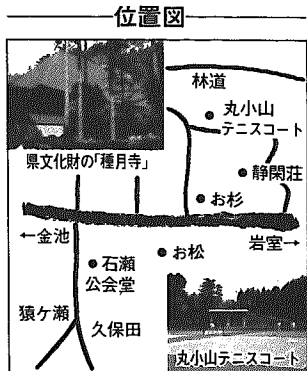 位置図
林道
丸小山
テニスコート
県文化財の「種月寺」
静閑荘
お杉
←金池
岩室→
お松
石瀬
公会堂
猿ケ瀬
久保田
丸小山テニスコート